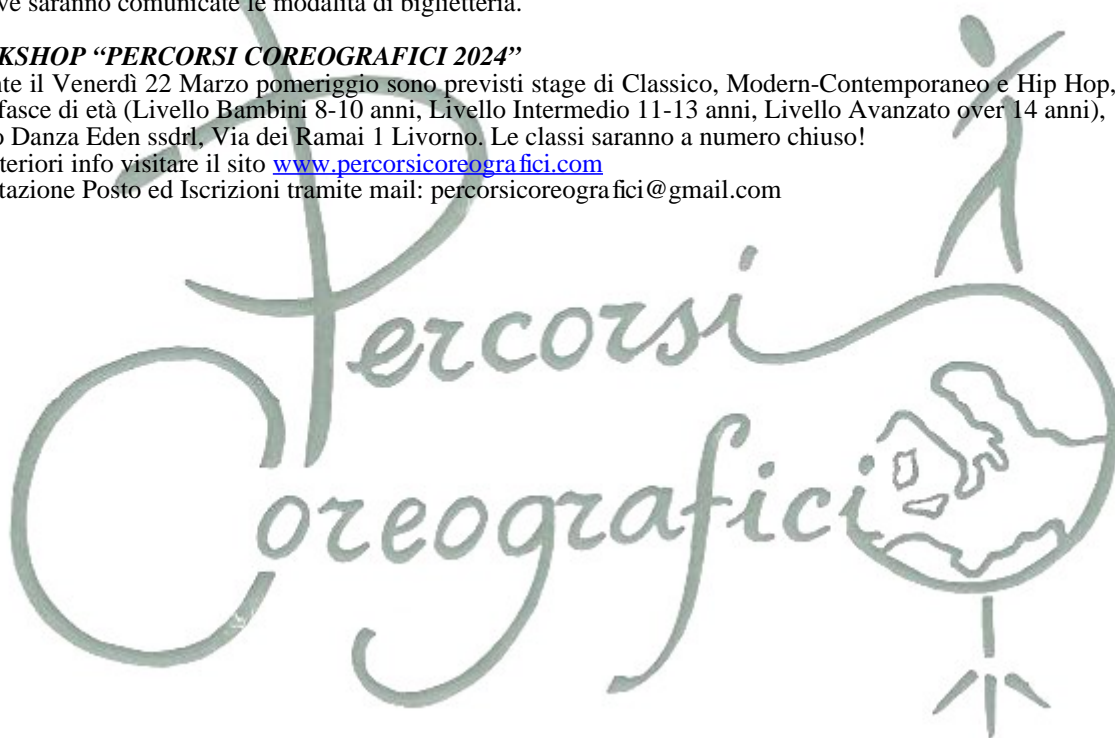 ve saranno comunicate le modalità di biglietteria.
KSHOP “PERCORSI COREOGRAFICI 2024”
nte il Venerdì 22 Marzo pomeriggio sono previsti stage di Classico, Modern-Contemporaneo e Hip Hop,
fasce di età (Livello Bambini 8-10 anni, Livello Intermedio 11-13 anni, Livello Avanzato over 14 anni),
o Danza Eden ssdrl, Via dei Ramai 1 Livorno. Le classi saranno a numero chiuso!
teriori info visitare il sito www.percorsicoreografici.com
tazione Posto ed Iscrizioni tramite mail: percorsicoreografici@gmail.com
Percorsi
Coreografici